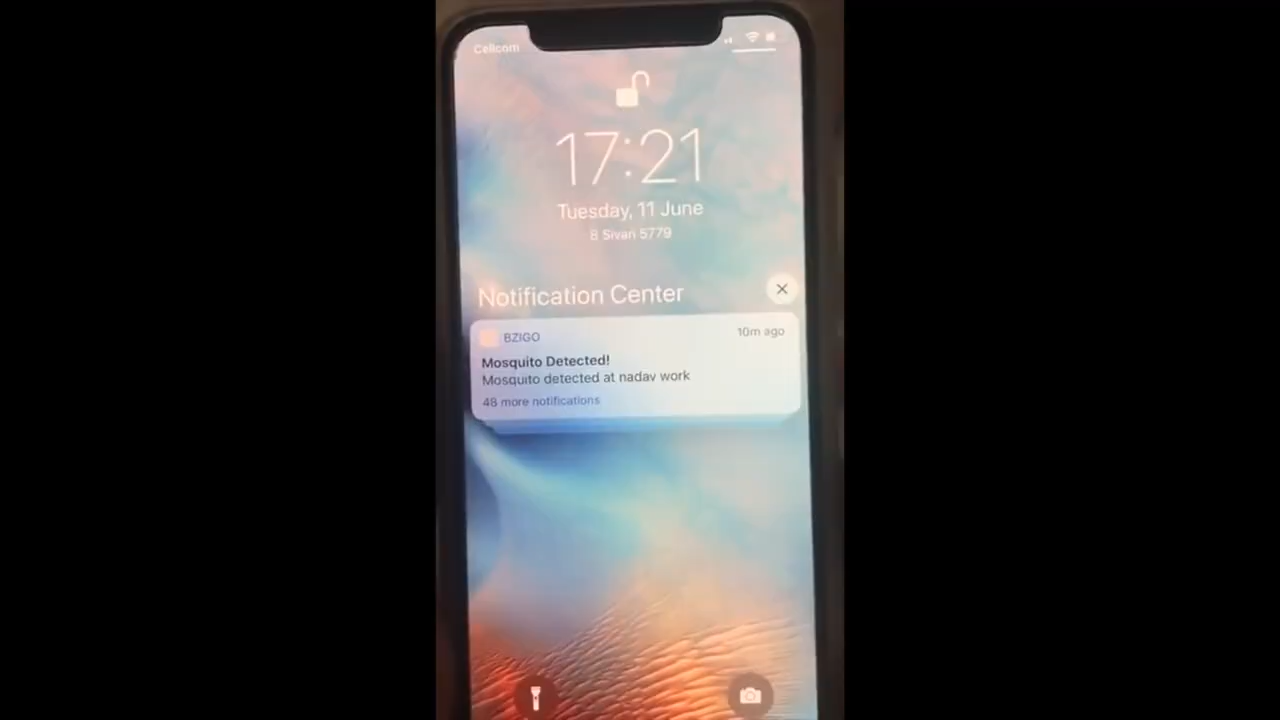 Cellcom
17:21
Tuesday, 11 June
8 Sivan 5779
Notification Center
BZIGO
10m ago
Mosquito Detected!
Mosquito detected at nadav work
48 more notifications